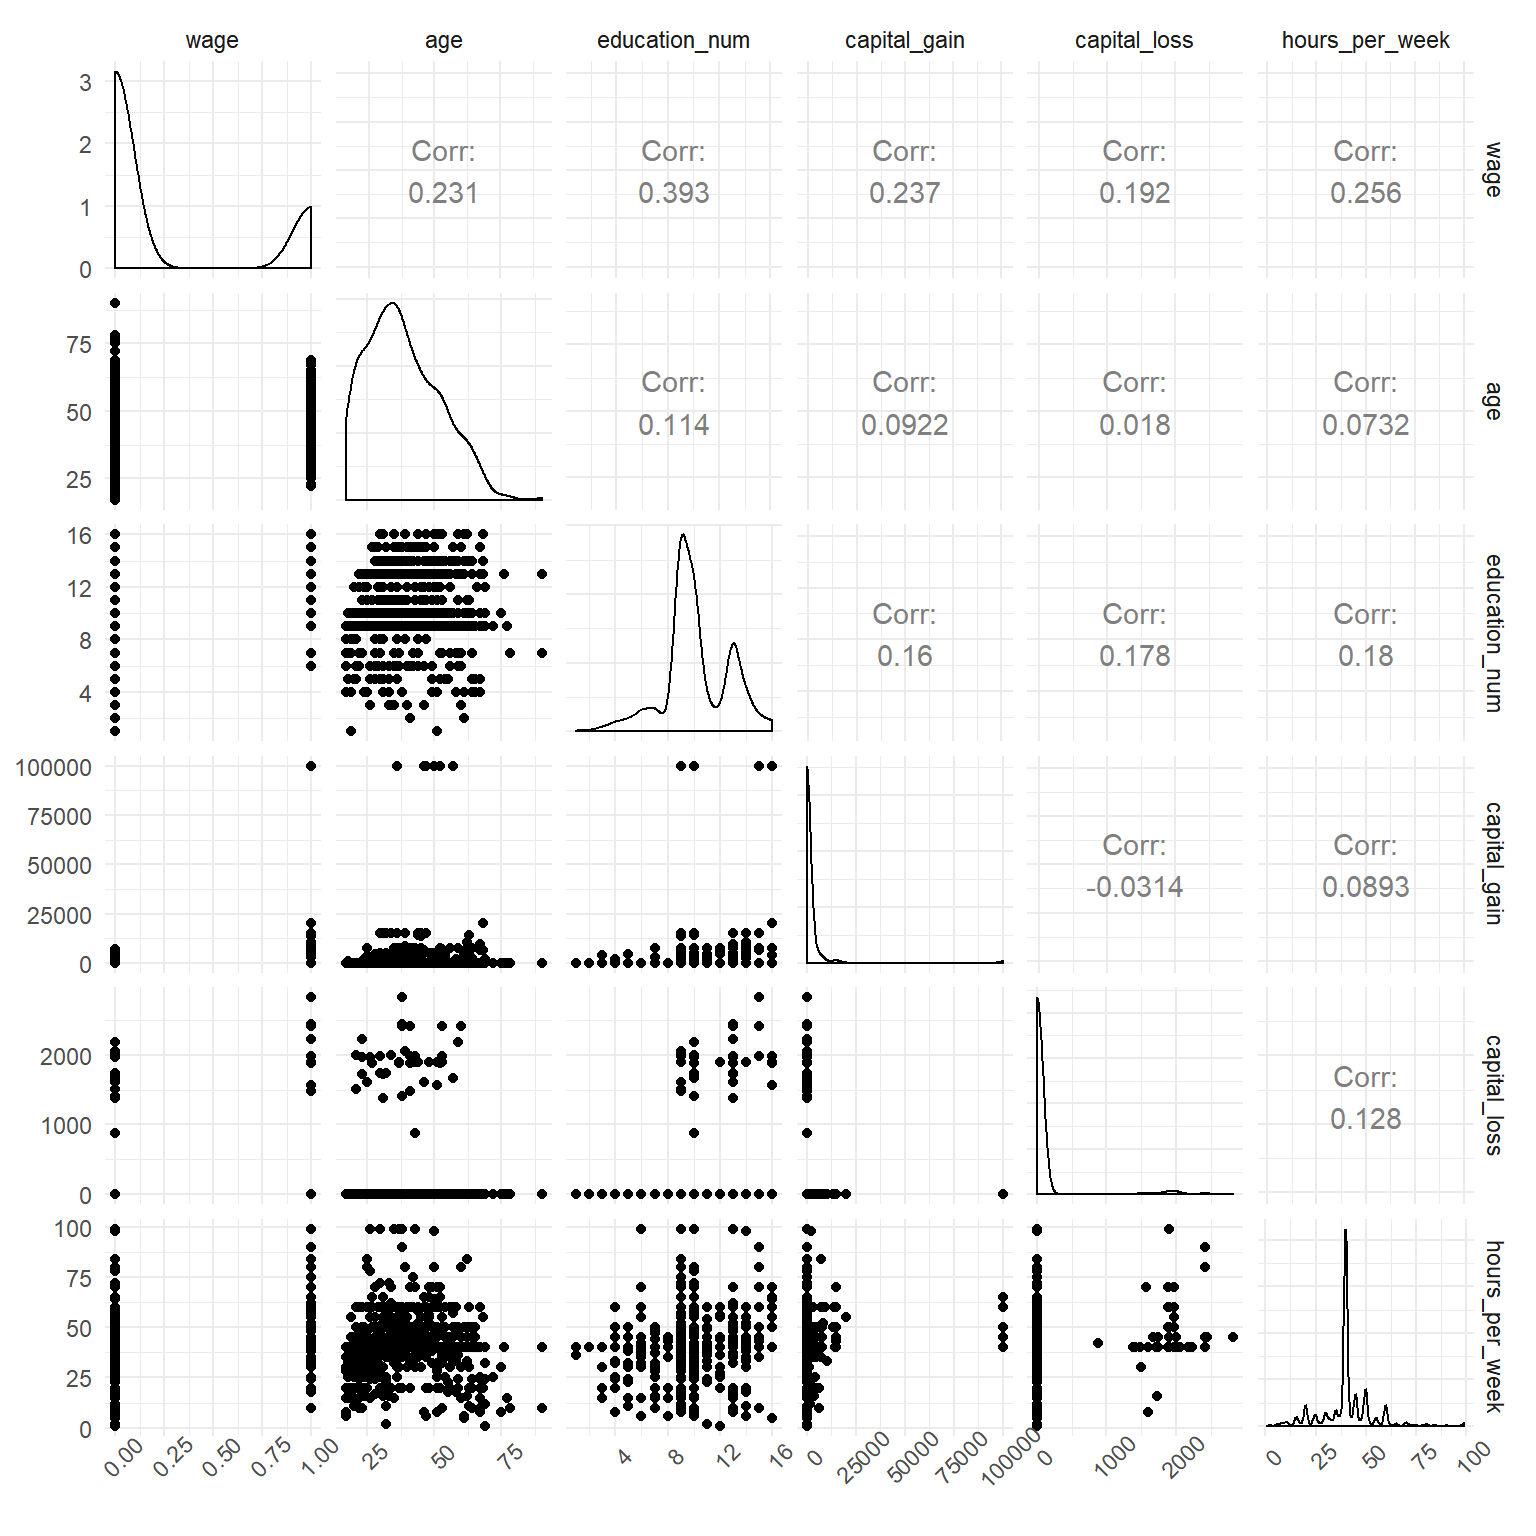 wage age education_num capital_gain capital_loss hours_per_week
3
2
1
0
Corr: Corr: Corr: Corr: Corr:
0.231 0.393 0.237 0.192 0.256
wage
75
50
25
Corr: Corr: Corr: Corr:
0.114 0.0922 0.018 0.0732
age
16
12
8
4
Corr: Corr: Corr:
0.16 0.178 0.18
education_num
100000
75000
50000
25000
0
Corr: Corr:
-0.0314 0.0893
capital_gain
2000
1000
0
Corr:
0.128
capital_loss
100
75
50
25
0
hours_per_week
0.00 0.25 0.50 0.75 1.00 25 50 75 4 8 12 16 0 25000 50000 75000 100000 0 1000 2000 0 25 50 75 100